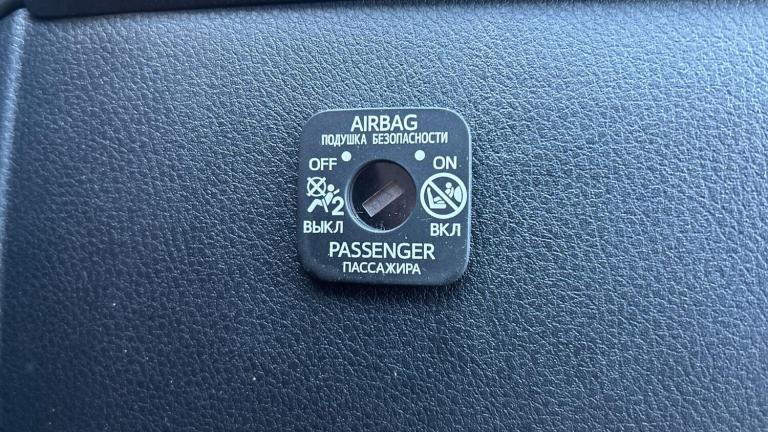 AIRBAG
ПОДУШКА БЕЗОПАСНОСТИ
OFF ON
2
ВЫКЛ ВКЛ
PASSENGER
ПАССАЖИРА